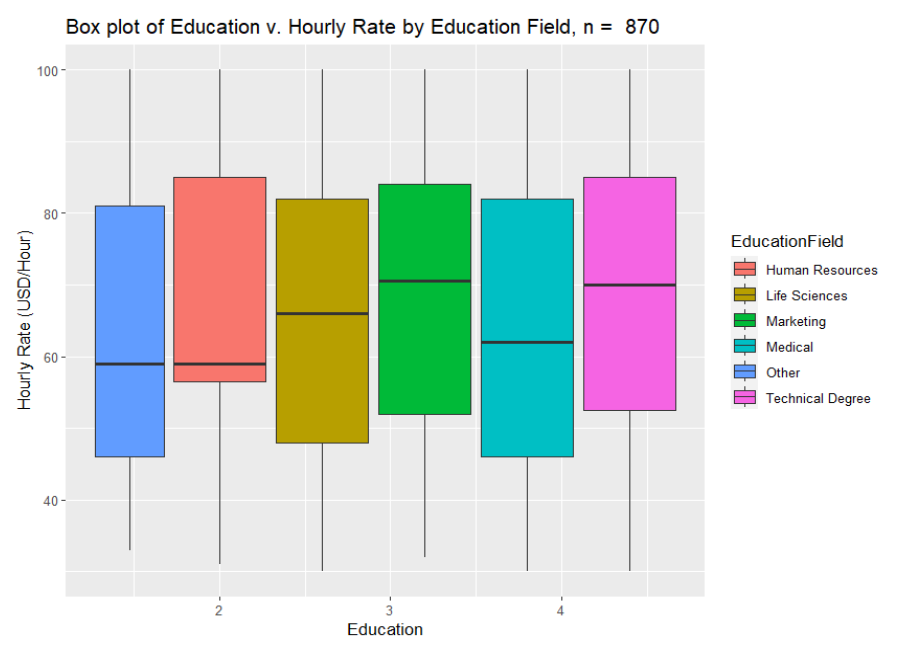 Box plot of Education v. Hourly Rate by Education Field, n =  870
100
80
60
40
Hourly Rate (USD/Hour)
2
3
4
Education
EducationField
Human Resources
Life Sciences
Marketing
Medical
Other
Technical Degree